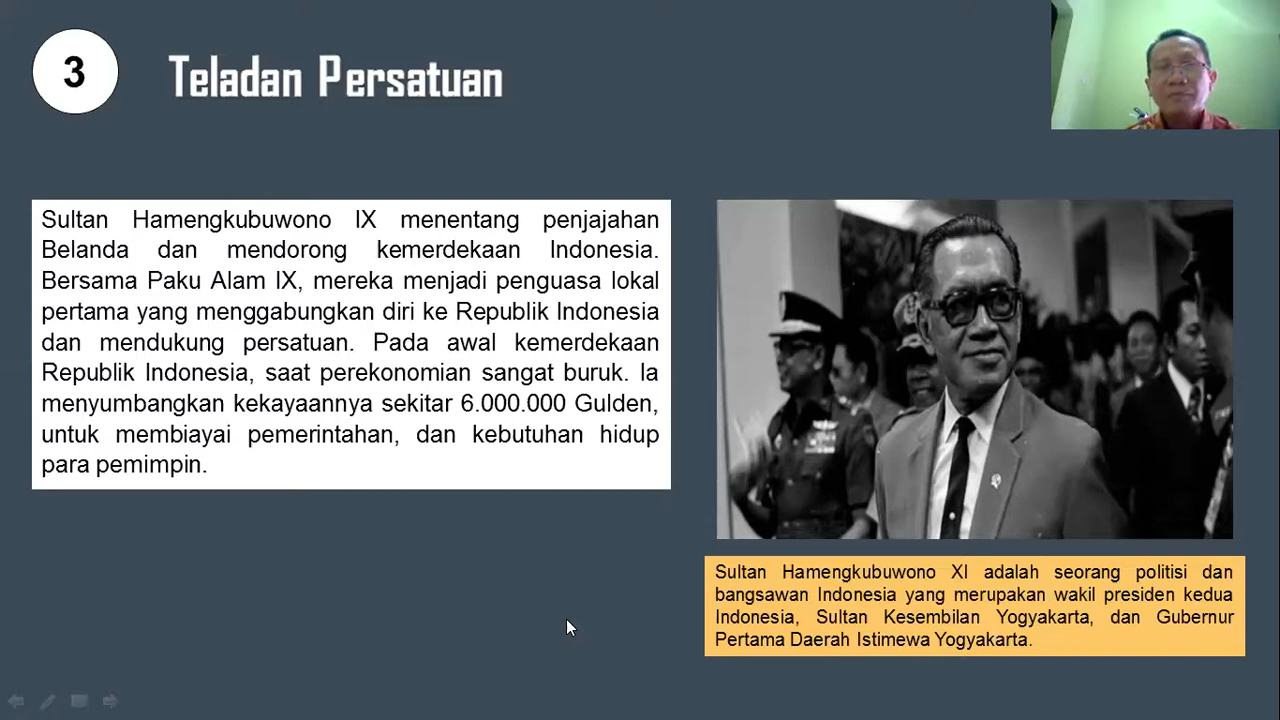 3
Teladan Persatuan
Sultan Hamengkubuwono IX menentang penjajahan
Belanda dan mendorong kemerdekaan Indonesia.
Bersama Paku Alam IX, mereka menjadi penguasa lokal
pertama yang menggabungkan diri ke Republik Indonesia
dan mendukung persatuan. Pada awal kemerdekaan
Republik Indonesia, saat perekonomian sangat buruk. Ia
menyumbangkan kekayaannya sekitar 6.000.000 Gulden,
untuk membiayai pemerintahan, dan kebutuhan hidup
para pemimpin.
Sultan Hamengkubuwono XI adalah seorang politisi dan
bangsawan Indonesia yang merupakan wakil presiden kedua
Indonesia, Sultan Kesembilan Yogyakarta, dan Gubernur
Pertama Daerah Istimewa Yogyakarta.